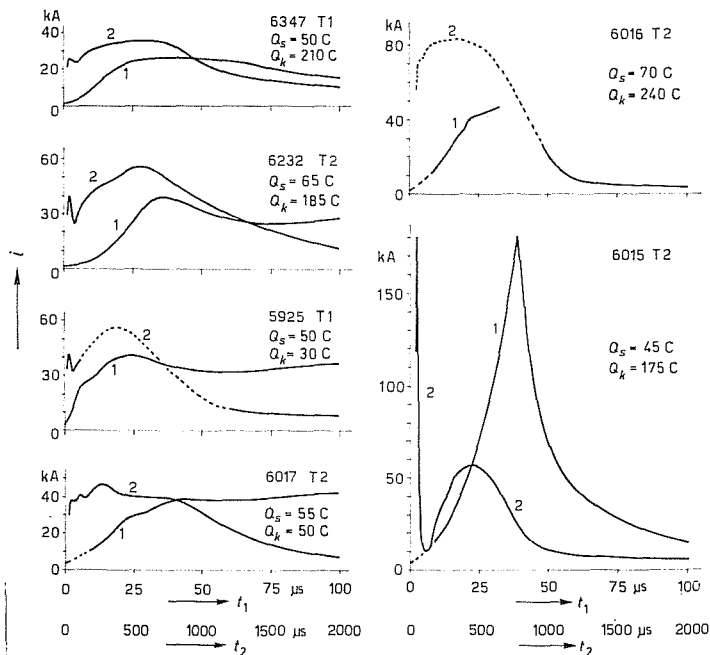 kA
6347 T1
Qs = 50 C
Qk = 210 C
40
20
0
2
1
6232 T2
Qs = 65 C
Qk = 185 C
60
30
0
2
1
i
5925 T1
Qs = 50 C
Qk = 30 C
60
30
0
2
1
kA
6017 T2
Qs = 55 C
Qk = 50 C
40
20
0
2
1
0 25 50 75 µs 100
t1
0 500 1000 1500 µs 2000
t2
kA
6016 T2
Qs = 70 C
Qk = 240 C
80
40
0
2
1
kA
6015 T2
Qs = 45 C
Qk = 175 C
150
100
50
0
2
1
2
0 25 50 75 µs 100
t1
0 500 1000 1500 µs 2000
t2